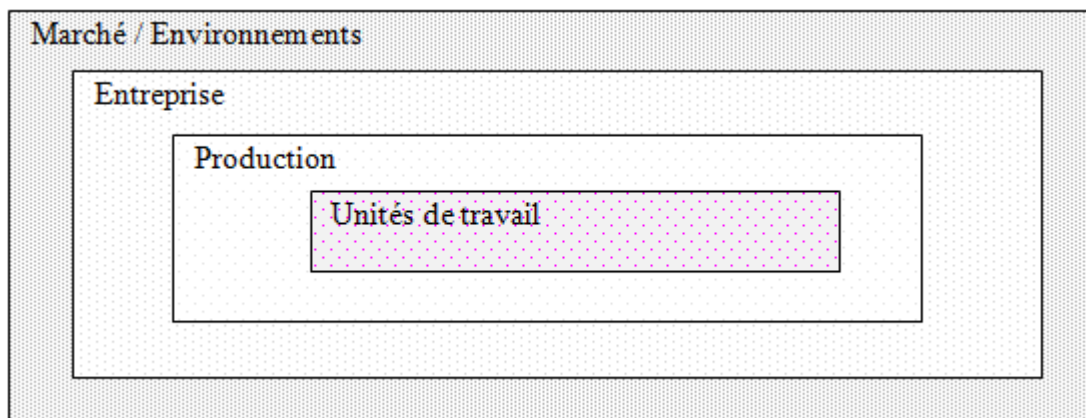 Marché / Environnements
Entreprise
Production
Unités de travail